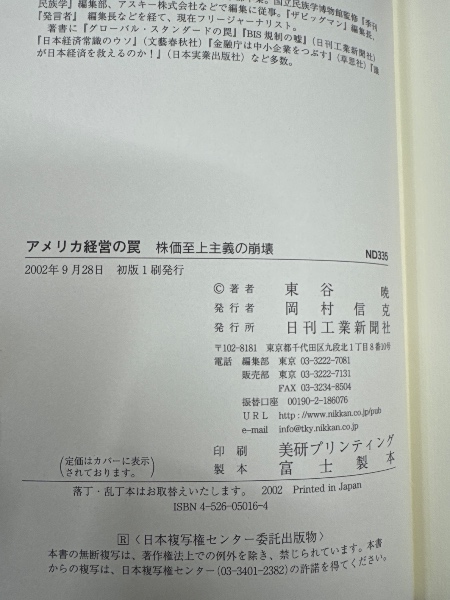 民族学』編集部、アスキー株式会社などで編集に従事。『ザビッグマン』編集長、
『発言者』 編集長などを経て、現在フリージャーナリスト。
著書に『グローバル・スタンダードの罠』『BIS規制の嘘』(日刊工業新聞社)
『日本経済常識のウソ』(文藝春秋社)『金融庁は中小企業をつぶす』(草思社)『誰
が日本経済を救えるのか!』(日本実業出版社)など多数。
アメリカ経営の罠 株価至上主義の崩壊
ND335
2002年9月28日 初版1刷発行
©著者 東谷 暁
発行者 岡村信克
発行所 日刊工業新聞社
〒102-8181 東京都千代田区九段北1丁目8番10号
電話 編集部 東京 03-3222-7081
販売部 東京 03-3222-7131
FAX 03-3234-8504
振替口座 00190-2-186076
URL http://www.nikkan.co.jp/pub
e-mail info@tky.nikkan.co.jp
印刷 美研プリンティング
製本 富士製本
(定価はカバーに表示
されております。)
落丁・乱丁本はお取替えいたします。 2002 Printed in Japan
ISBN 4-526-05016-4
R〈日本複写権センター委託出版物〉
本書の無断複写は、著作権法上での例外を除き、禁じられています。本書
からの複写は、日本複写権センター(03-3401-2382)の許諾を得てください。